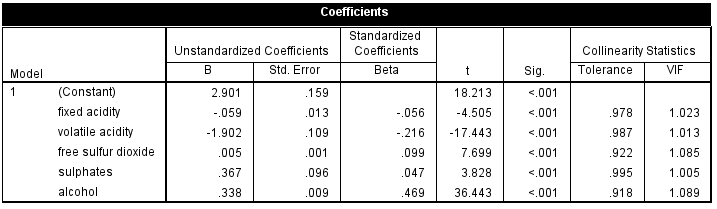 Coefficients
Model Unstandardized Coefficients Standardized Coefficients t Sig. Collinearity Statistics
B Std. Error Beta Tolerance VIF
1 (Constant) 2.901 .159 18.213 <.001
fixed acidity -.059 .013 -.056 -4.505 <.001 .978 1.023
volatile acidity -1.902 .109 -.216 -17.443 <.001 .987 1.013
free sulfur dioxide .005 .001 .099 7.699 <.001 .922 1.085
sulphates .367 .096 .047 3.828 <.001 .995 1.005
alcohol .338 .009 .469 36.443 <.001 .918 1.089